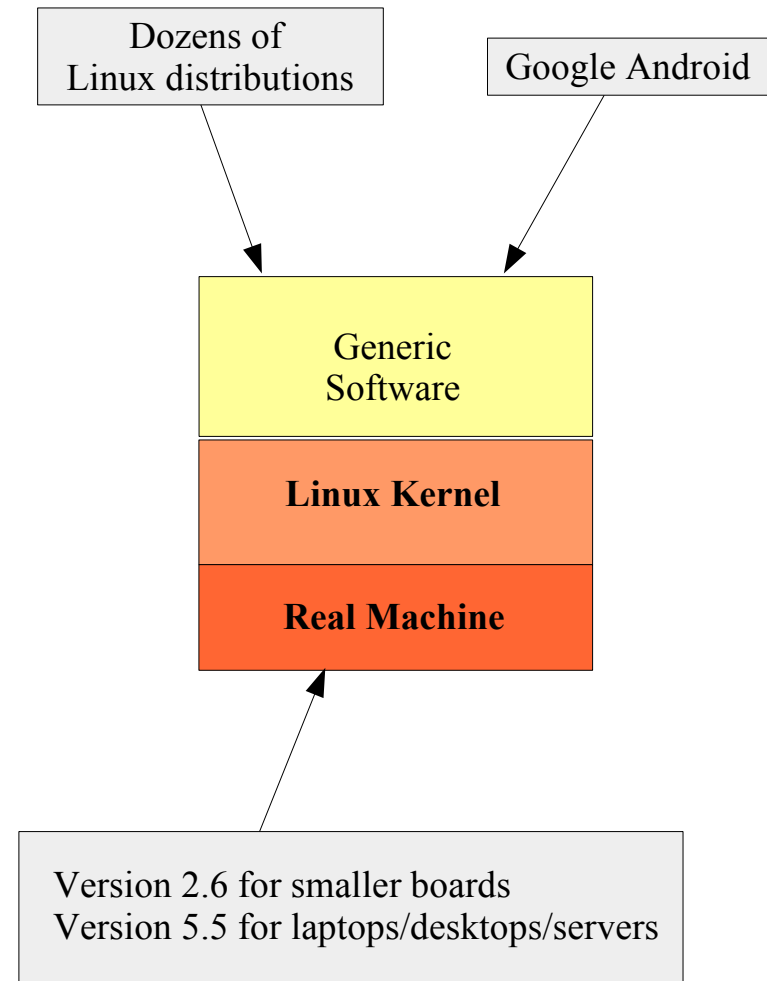 Dozens of
Linux distributions
Google Android
Generic
Software
Linux Kernel
Real Machine
Version 2.6 for smaller boards
Version 5.5 for laptops/desktops/servers